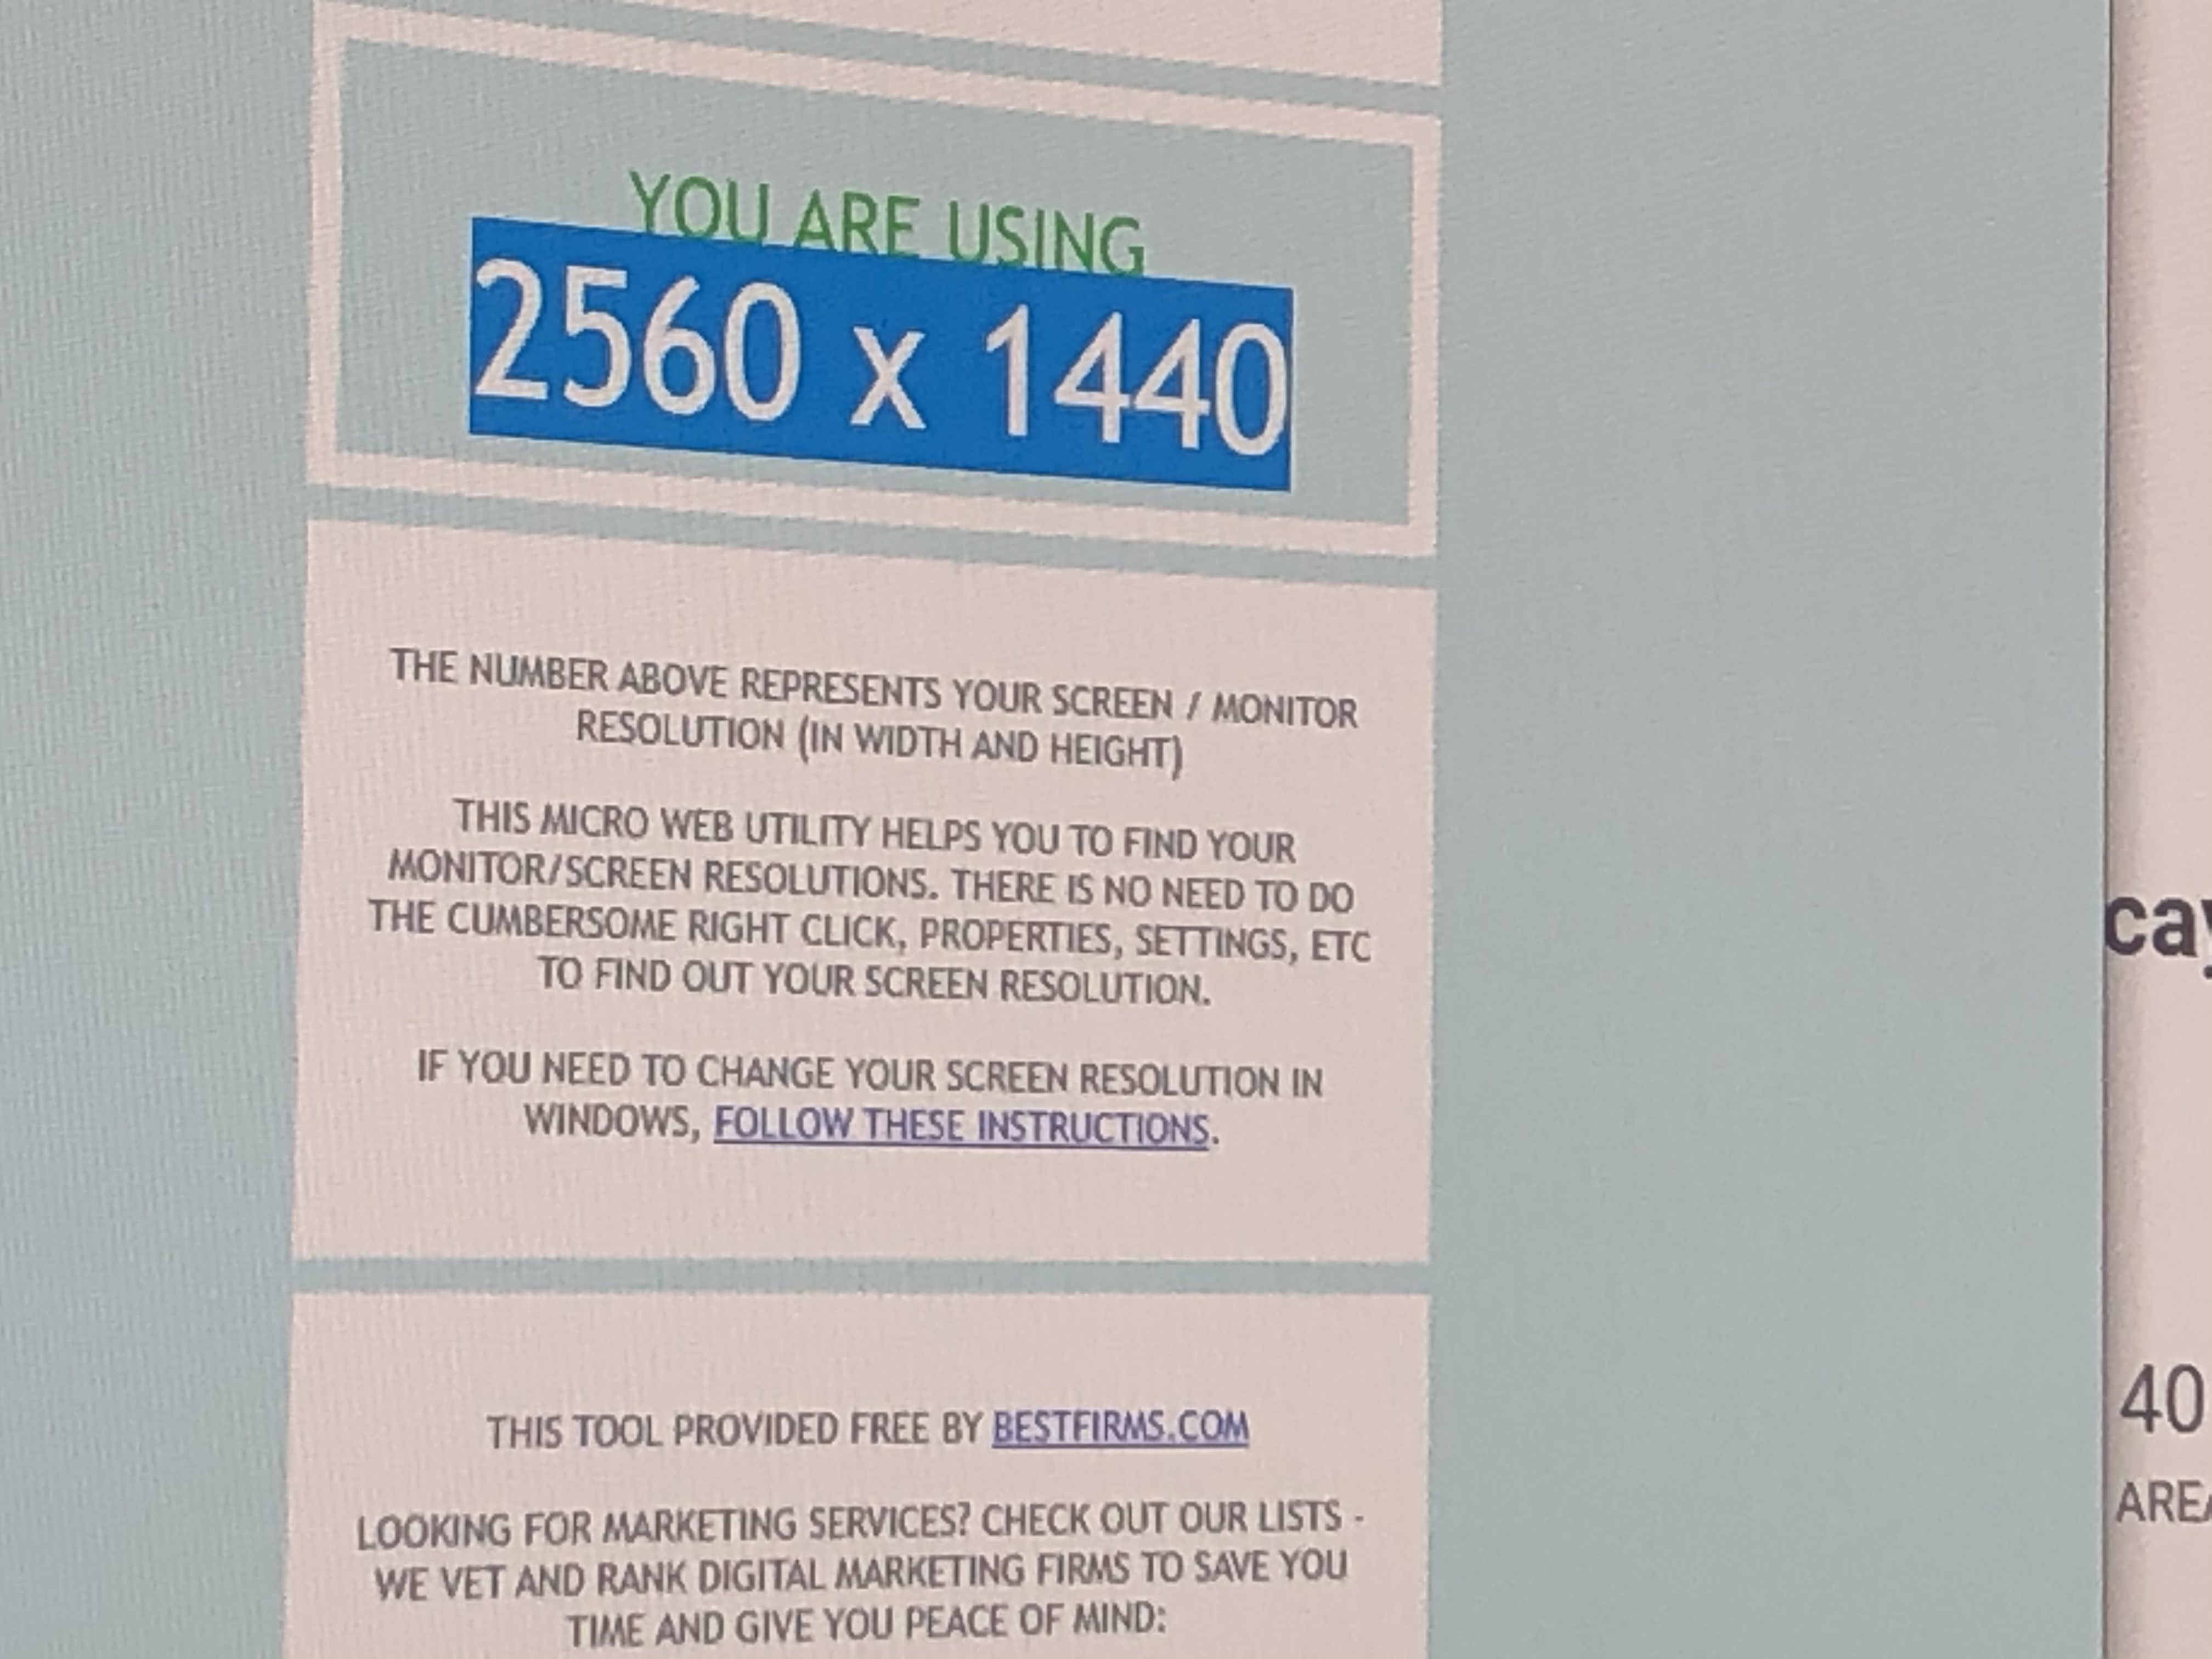 YOU ARE USING
2560 x 1440
THE NUMBER ABOVE REPRESENTS YOUR SCREEN / MONITOR
RESOLUTION (IN WIDTH AND HEIGHT)
THIS MICRO WEB UTILITY HELPS YOU TO FIND YOUR
MONITOR/SCREEN RESOLUTIONS. THERE IS NO NEED TO DO
THE CUMBERSOME RIGHT CLICK, PROPERTIES, SETTINGS, ETC
TO FIND OUT YOUR SCREEN RESOLUTION.
IF YOU NEED TO CHANGE YOUR SCREEN RESOLUTION IN
WINDOWS, FOLLOW THESE INSTRUCTIONS.
THIS TOOL PROVIDED FREE BY BESTFIRMS.COM
LOOKING FOR MARKETING SERVICES? CHECK OUT OUR LISTS -
WE VET AND RANK DIGITAL MARKETING FIRMS TO SAVE YOU
TIME AND GIVE YOU PEACE OF MIND:
40